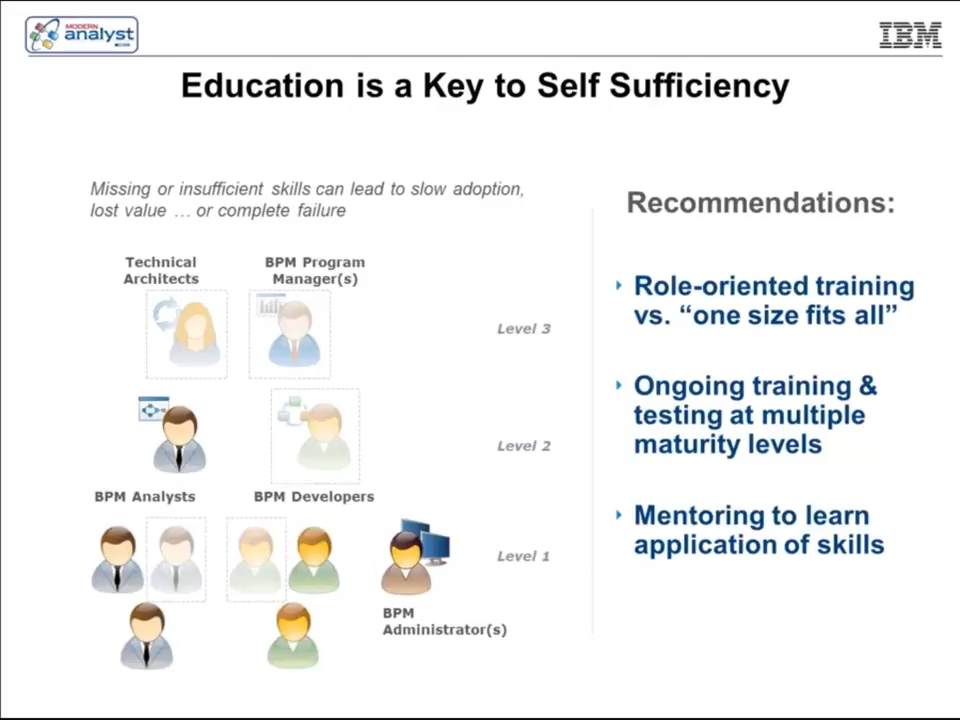 MODERN
analyst
IBM
Education is a Key to Self Sufficiency
Missing or insufficient skills can lead to slow adoption,
lost value … or complete failure
Technical
Architects
BPM Program
Manager(s)
Level 3
Level 2
BPM Analysts
BPM Developers
Level 1
BPM
Administrator(s)
Recommendations:
Role-oriented training
vs. “one size fits all”
Ongoing training &
testing at multiple
maturity levels
Mentoring to learn
application of skills